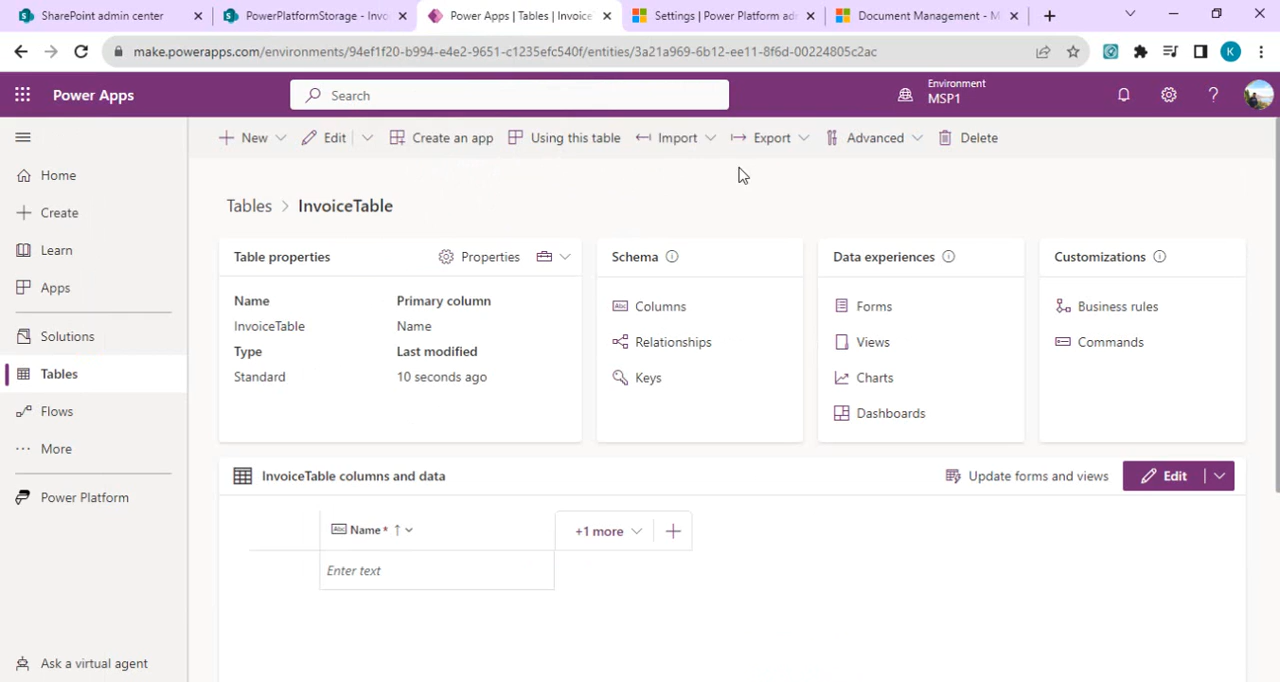 SharePoint admin center
PowerPlatformStorage - Invo
Power Apps | Tables | Invoice
Settings | Power Platform ad
Document Management - M
make.powerapps.com/environments/94ef1f20-b994-e4e2-9651-c1235efc540f/entities/3a21a969-6b12-ee11-8f6d-00224805c2ac
K
Power Apps
Search
Environment
MSP1
New
Edit
Create an app
Using this table
Import
Export
Advanced
Delete
Home
Create
Learn
Apps
Solutions
Tables
Flows
More
Power Platform
Ask a virtual agent
Tables > InvoiceTable
Table properties
Properties
Name
Primary column
InvoiceTable
Name
Type
Last modified
Standard
10 seconds ago
Schema
Columns
Relationships
Keys
Data experiences
Forms
Views
Charts
Dashboards
Customizations
Business rules
Commands
InvoiceTable columns and data
Update forms and views
Edit
Abc Name *
+1 more
Enter text